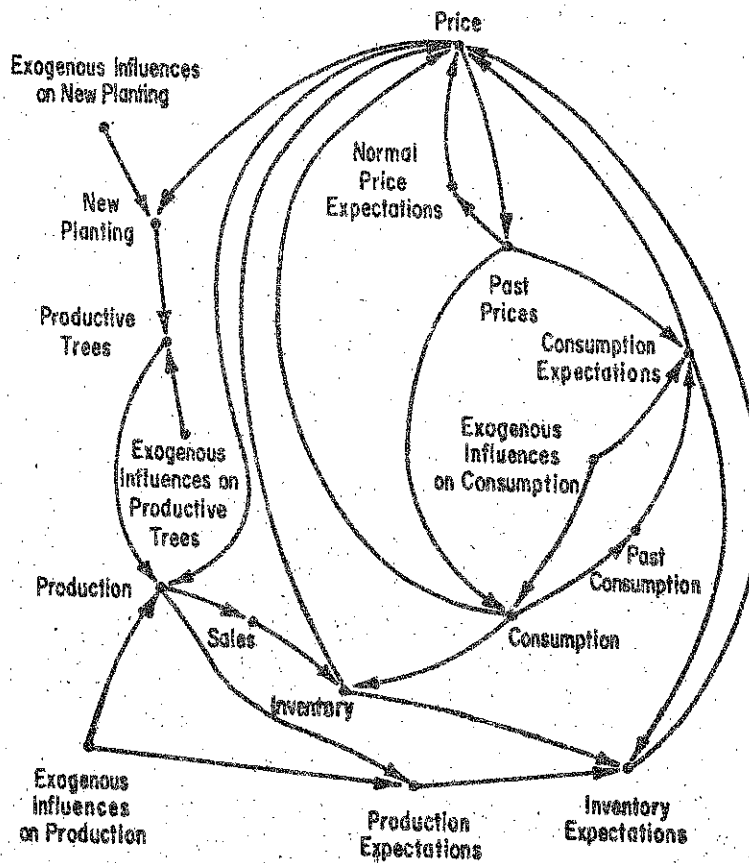 Price
Exogenous Influences
on New Planting
Normal
Price
Expectations
New
Planting
Past
Prices
Productive
Trees
Consumption
Expectations
Exogenous
Influences
on Consumption
Exogenous
Influences on
Productive
Trees
Past
Consumption
Production
Sales
Consumption
Inventory
Exogenous
Influences
on Production
Production
Expectations
Inventory
Expectations